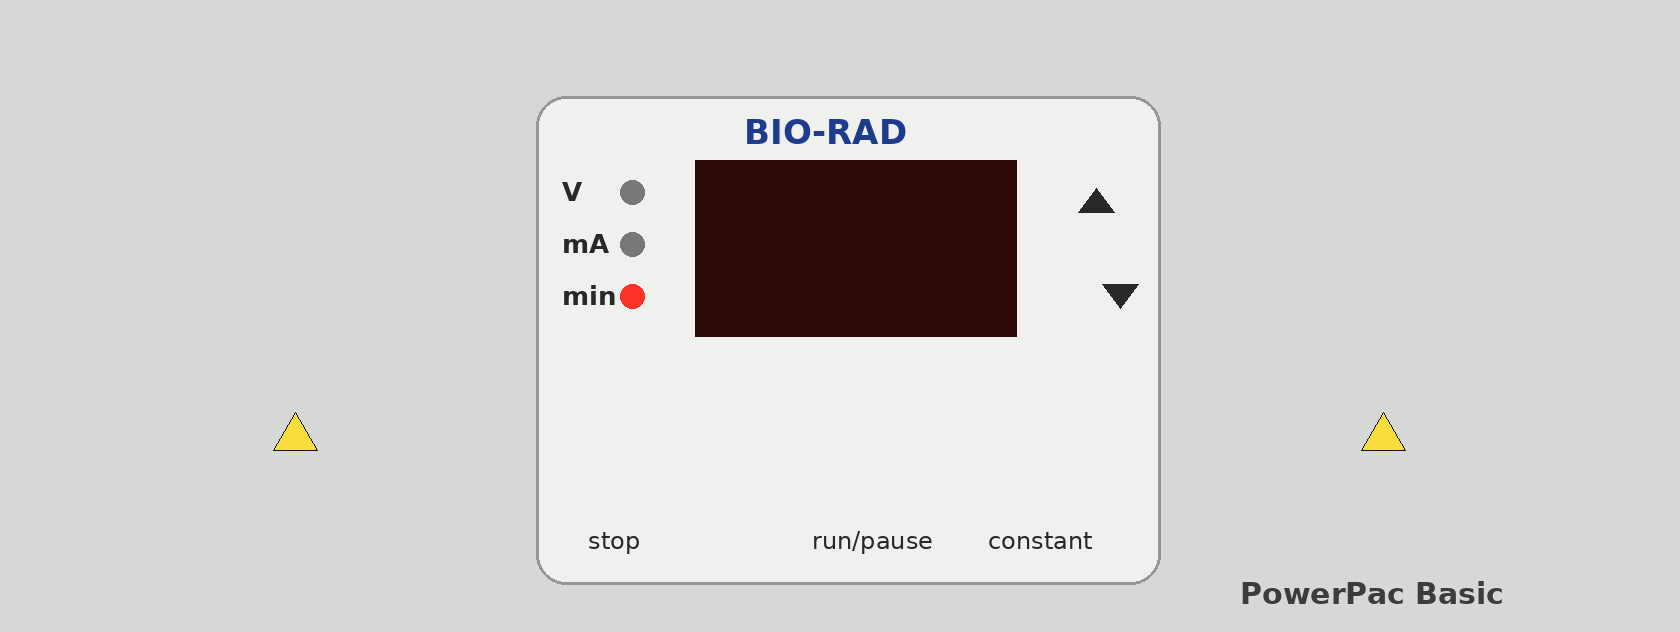 BIO-RAD
V
mA
min
stop run/pause constant
PowerPac Basic